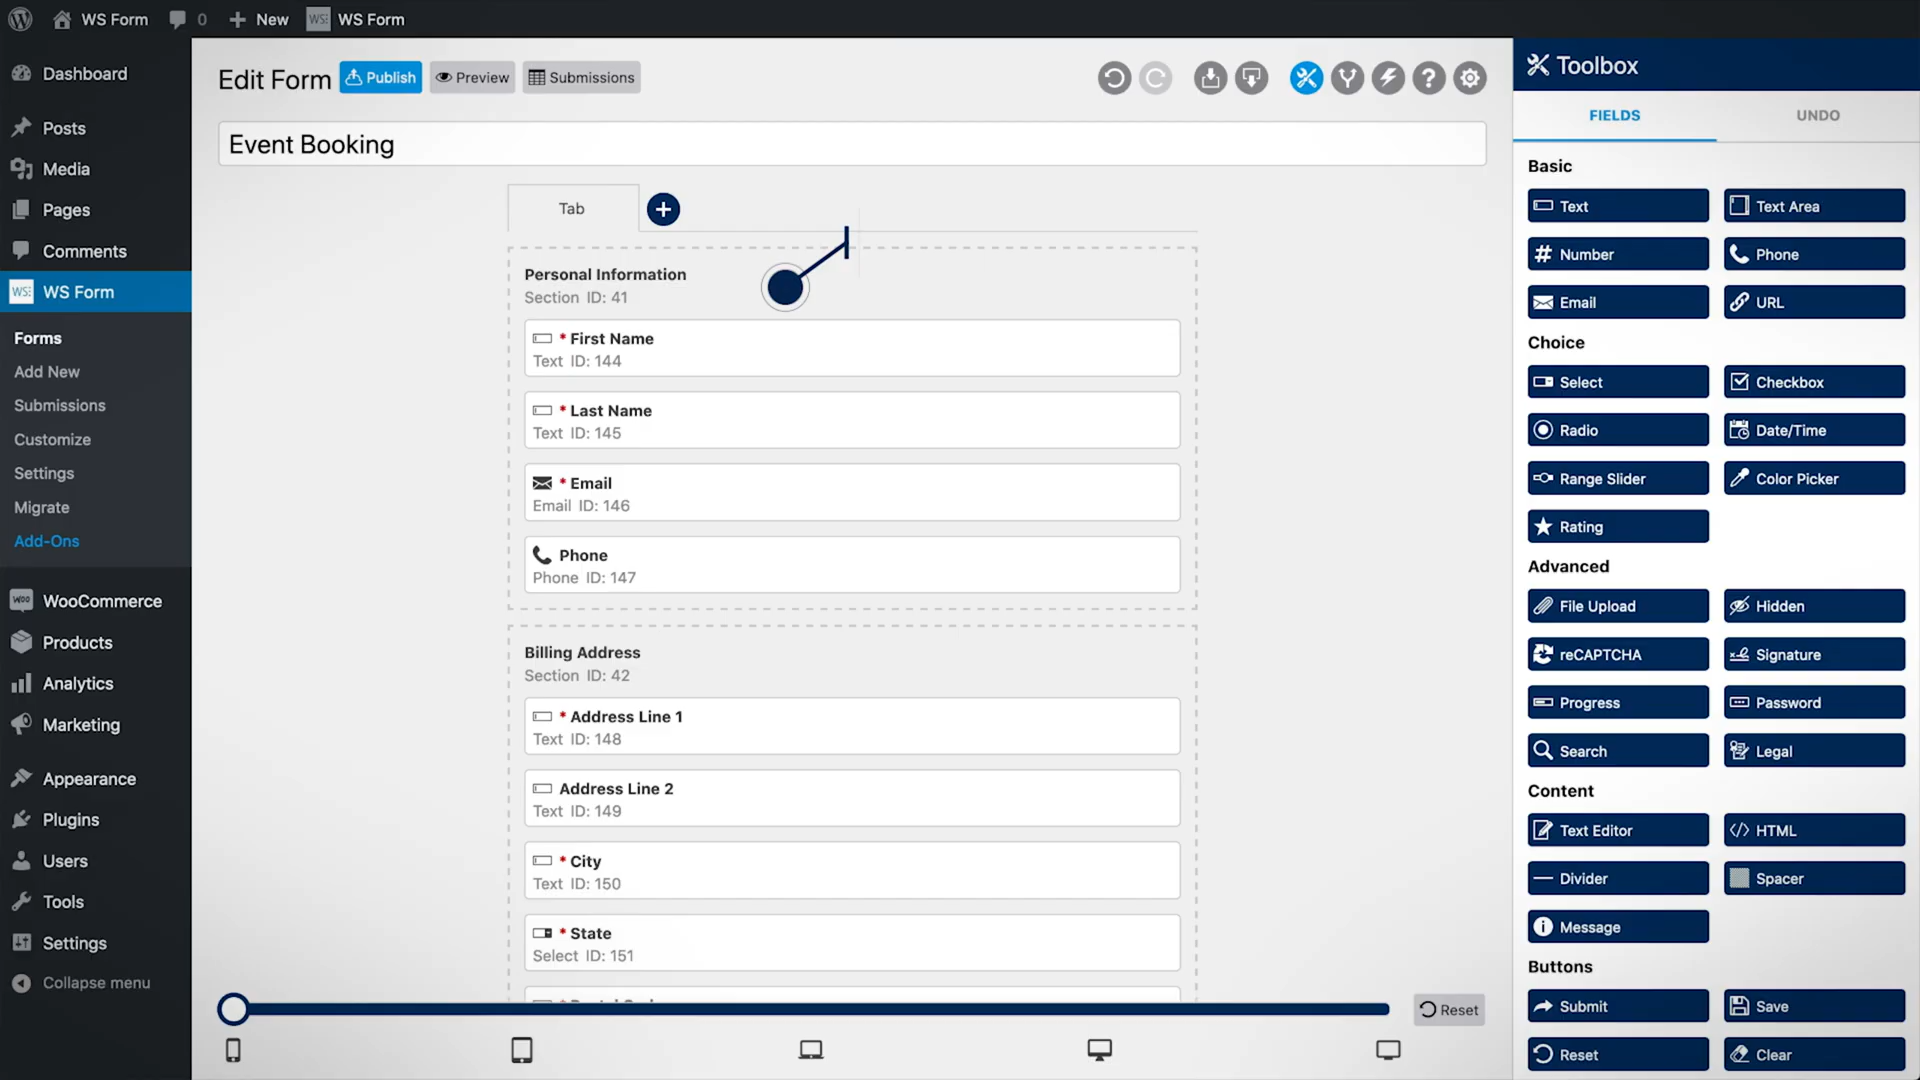 WS Form
0
New
WS Form
Dashboard
Posts
Media
Pages
Comments
WS Form
Forms
Add New
Submissions
Customize
Settings
Migrate
Add-Ons
WooCommerce
Products
Analytics
Marketing
Appearance
Plugins
Users
Tools
Settings
Collapse menu
Edit Form
Publish
Preview
Submissions
Event Booking
Tab
Personal Information
Section ID: 41
* First Name
Text ID: 144
* Last Name
Text ID: 145
* Email
Email ID: 146
Phone
Phone ID: 147
Billing Address
Section ID: 42
* Address Line 1
Text ID: 148
Address Line 2
Text ID: 149
* City
Text ID: 150
* State
Select ID: 151
Reset
Toolbox
FIELDS
UNDO
Basic
Text
Text Area
Number
Phone
Email
URL
Choice
Select
Checkbox
Radio
Date/Time
Range Slider
Color Picker
Rating
Advanced
File Upload
Hidden
reCAPTCHA
Signature
Progress
Password
Search
Legal
Content
Text Editor
HTML
Divider
Spacer
Message
Buttons
Submit
Save
Reset
Clear